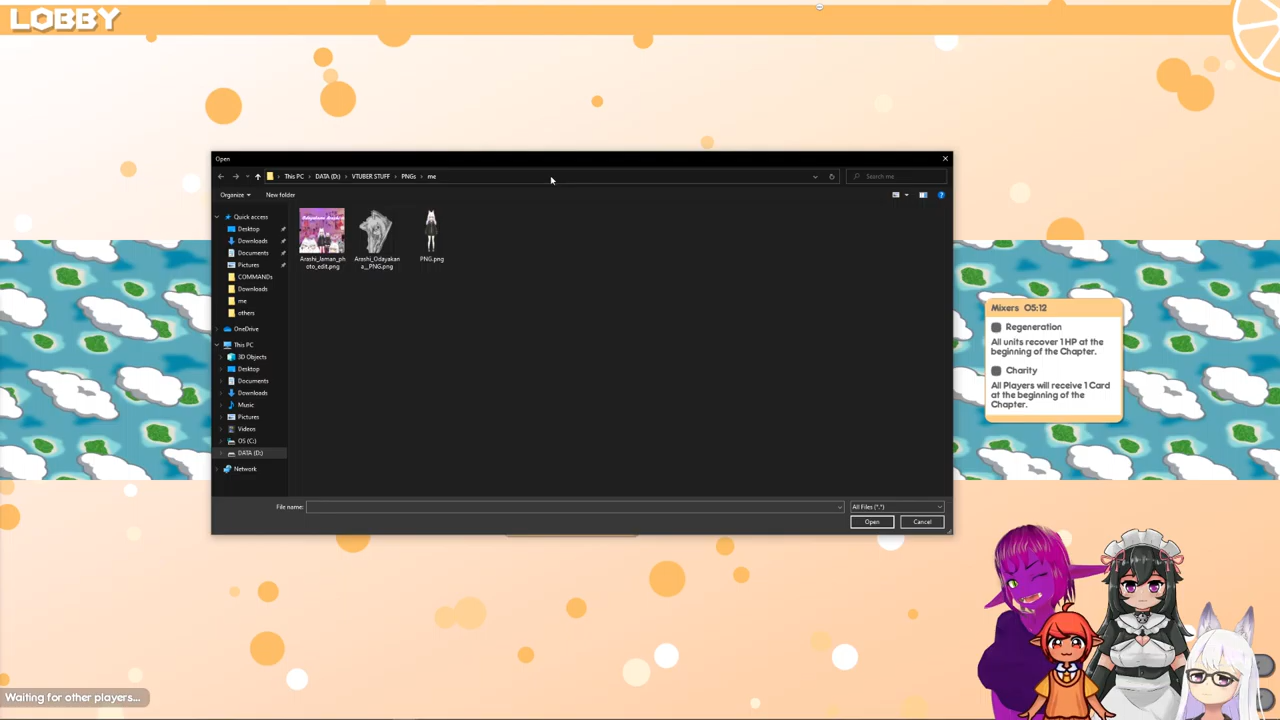 LOBBY
Open
This PC > DATA (D:) > VTUBER STUFF > PNGs > me
Search me
Organize
New folder
Quick access
Desktop
Downloads
Documents
Pictures
COMMANDs
Downloads
me
others
OneDrive
This PC
3D Objects
Desktop
Documents
Downloads
Music
Pictures
Videos
OS (C:)
DATA (D:)
Network
Arashi_Jaman_ph
oto_edit.png
Arashi_Odayakan
a_PNG.png
PNG.png
File name:
All Files (*.*)
Open
Cancel
Mixers 05:12
Regeneration
All units recover 1 HP at the
beginning of the Chapter.
Charity
All Players will receive 1 Card
at the beginning of the
Chapter.
Waiting for other players...